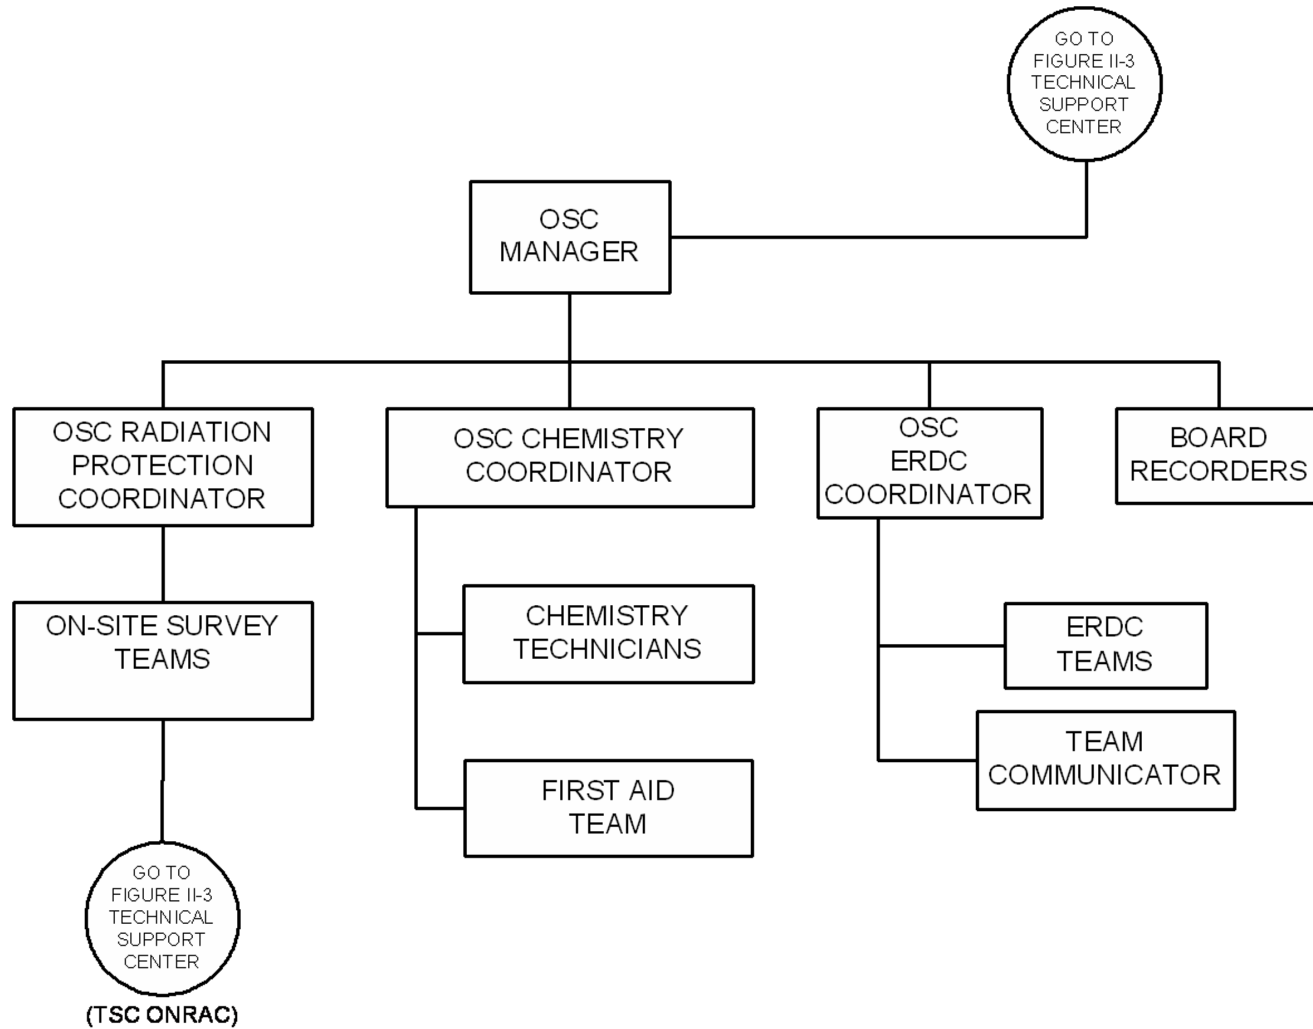 GO TO
FIGURE II-3
TECHNICAL
SUPPORT
CENTER
OSC
MANAGER
OSC RADIATION
PROTECTION
COORDINATOR
OSC CHEMISTRY
COORDINATOR
OSC
ERDC
COORDINATOR
BOARD
RECORDERS
ON-SITE SURVEY
TEAMS
CHEMISTRY
TECHNICIANS
ERDC
TEAMS
TEAM
COMMUNICATOR
FIRST AID
TEAM
GO TO
FIGURE II-3
TECHNICAL
SUPPORT
CENTER
(TSC ONRAC)